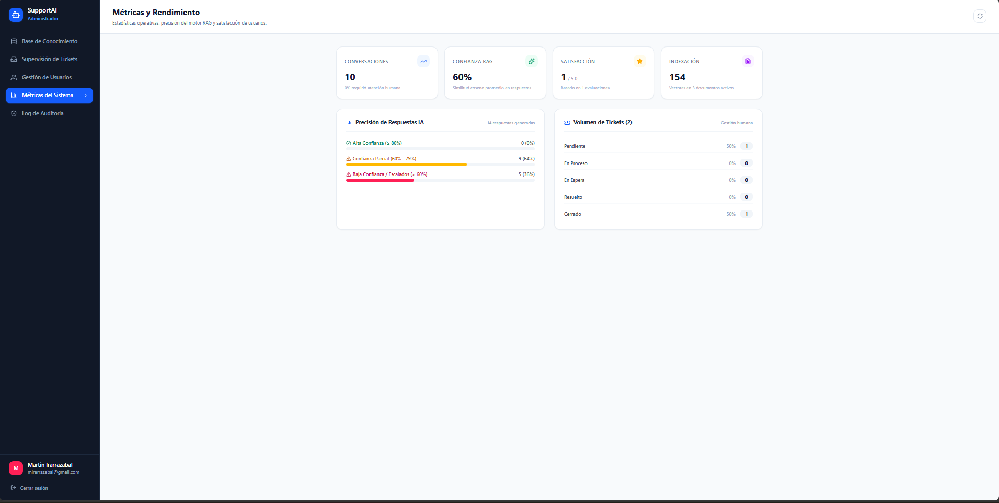 SupportAI
Administrador
Base de Conocimiento
Supervisión de Tickets
Gestión de Usuarios
Métricas del Sistema
Log de Auditoría
Martin Irarrazabal
M
mirarrazabal@gmail.com
Cerrar sesión
Métricas y Rendimiento
Estadísticas operativas, precisión del motor RAG y satisfacción de usuarios.
CONVERSACIONES
10
0% requirió atención humana
CONFIANZA RAG
60%
Similitud coseno promedio en respuestas
SATISFACCIÓN
1 / 5.0
Basado en 1 evaluaciones
INDEXACIÓN
154
Vectores en 3 documentos activos
Precisión de Respuestas IA
14 respuestas generadas
Alta Confianza (≥ 80%) 0 (0%)
Confianza Parcial (60% - 79%) 9 (64%)
Baja Confianza / Escalados (< 60%) 5 (36%)
Volumen de Tickets (2)
Gestión humana
Pendiente 50% 1
En Proceso 0% 0
En Espera 0% 0
Resuelto 0% 0
Cerrado 50% 1